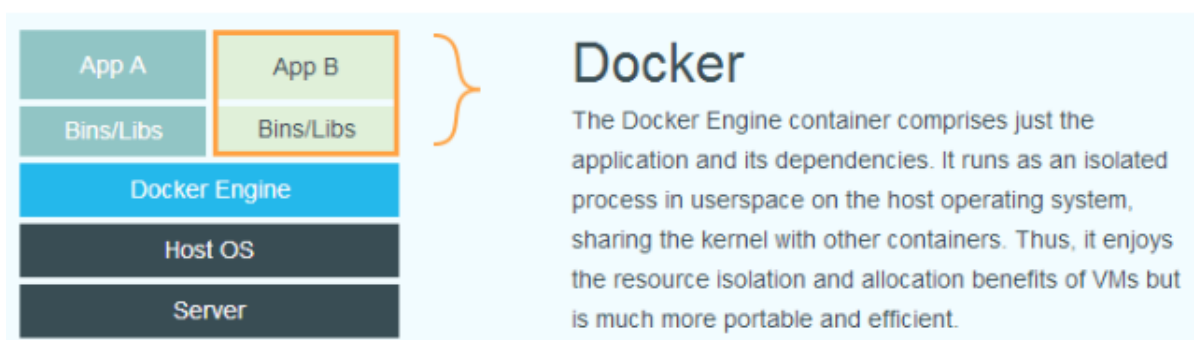 App A
App B
Bins/Libs
Bins/Libs
Docker Engine
Host OS
Server
Docker
The Docker Engine container comprises just the
application and its dependencies. It runs as an isolated
process in userspace on the host operating system,
sharing the kernel with other containers. Thus, it enjoys
the resource isolation and allocation benefits of VMs but
is much more portable and efficient.